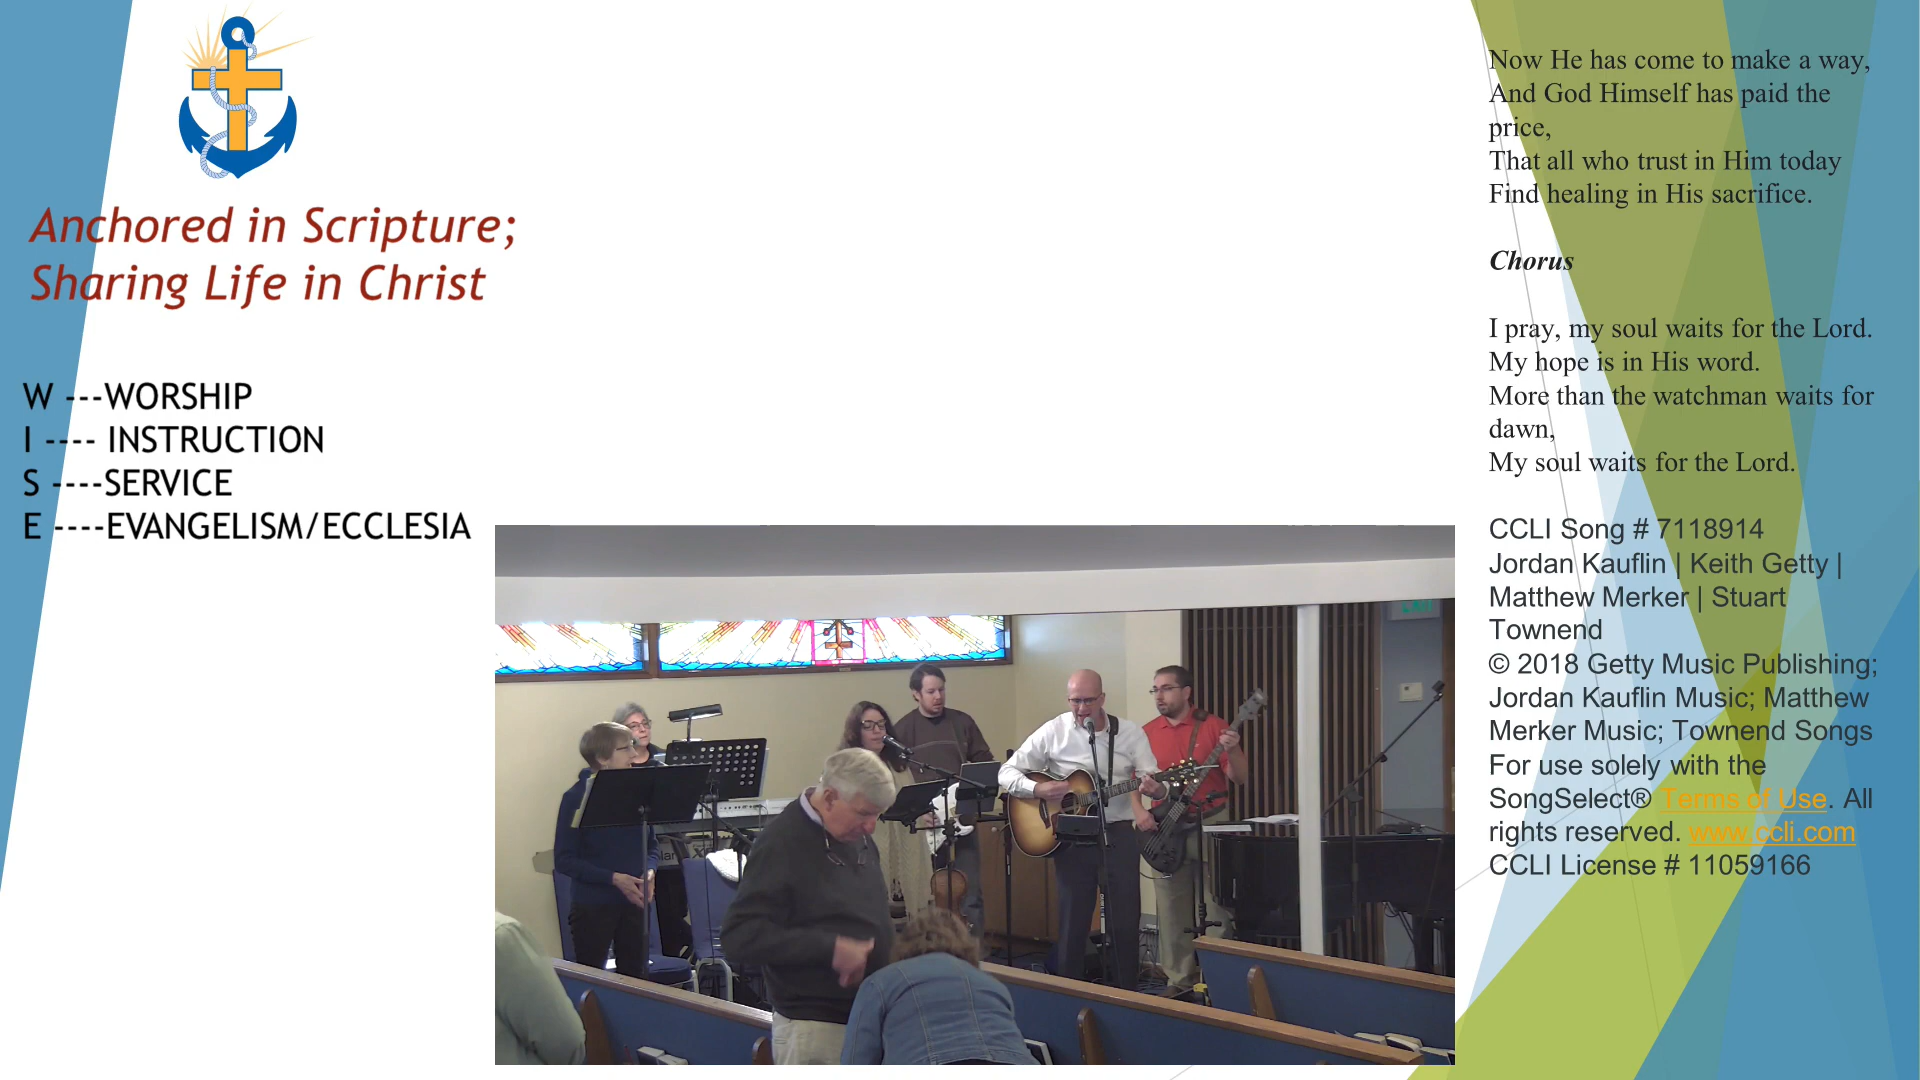 Anchored in Scripture;
Sharing Life in Christ
W ---WORSHIP
I ---- INSTRUCTION
S ----SERVICE
E ----EVANGELISM/ECCLESIA
Now He has come to make a way,
And God Himself has paid the
price,
That all who trust in Him today
Find healing in His sacrifice.
Chorus
I pray, my soul waits for the Lord.
My hope is in His word.
More than the watchman waits for
dawn,
My soul waits for the Lord.
CCLI Song # 7118914
Jordan Kauflin | Keith Getty |
Matthew Merker | Stuart
Townend
© 2018 Getty Music Publishing;
Jordan Kauflin Music; Matthew
Merker Music; Townend Songs
For use solely with the
SongSelect® Terms of Use. All
rights reserved. www.ccli.com
CCLI License # 11059166
EXIT